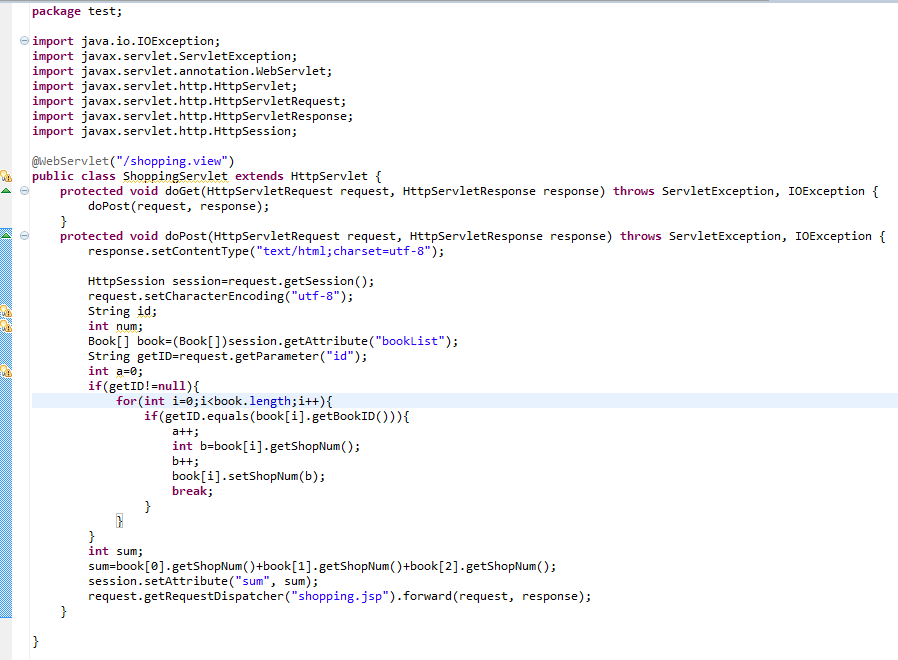 package test;
import java.io.IOException;
import javax.servlet.ServletException;
import javax.servlet.annotation.WebServlet;
import javax.servlet.http.HttpServlet;
import javax.servlet.http.HttpServletRequest;
import javax.servlet.http.HttpServletResponse;
import javax.servlet.http.HttpSession;
@WebServlet("/shopping.view")
public class ShoppingServlet extends HttpServlet {
    protected void doGet(HttpServletRequest request, HttpServletResponse response) throws ServletException, IOException {
        doPost(request, response);
    }
    protected void doPost(HttpServletRequest request, HttpServletResponse response) throws ServletException, IOException {
        response.setContentType("text/html;charset=utf-8");
        HttpSession session=request.getSession();
        request.setCharacterEncoding("utf-8");
        String id;
        int num;
        Book[] book=(Book[])session.getAttribute("bookList");
        String getID=request.getParameter("id");
        int a=0;
        if(getID!=null){
            for(int i=0;i<book.length;i++){
                if(getID.equals(book[i].getBookID())){
                    a++;
                    int b=book[i].getShopNum();
                    b++;
                    book[i].setShopNum(b);
                    break;
                }
            }
        }
        int sum;
        sum=book[0].getShopNum()+book[1].getShopNum()+book[2].getShopNum();
        session.setAttribute("sum", sum);
        request.getRequestDispatcher("shopping.jsp").forward(request, response);
    }
}